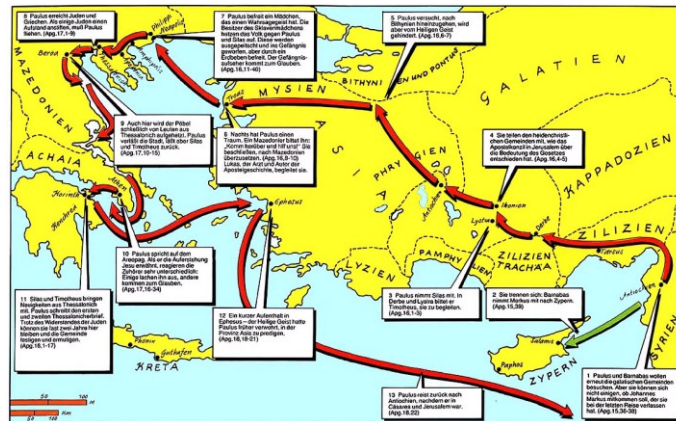 8 Paulus erreicht Juden und
Griechen. Als einige Juden einen
Aufstand anzetteln, muß Paulus
fliehen. (Apg.17,1-9)
7 Paulus befreit ein Mädchen,
das einen Wahrsagegeist hat. Die
Besitzer des Sklavenmädchens
hetzen das Volk gegen Paulus
und Silas auf. Diese werden
ausgepeitscht und ins Gefängnis
geworfen, aber durch ein
Erdbeben befreit. Der Gefängnis-
aufseher kommt zum Glauben.
(Apg.16,11-40)
5 Paulus versucht, nach
Bithynien hineinzugehen, wird
aber vom Heiligen Geist
gehindert. (Apg.16,6-7)
Philippi
Neapolis
Beröa
MAZEDONIEN
BITHYNIEN UND PONTUS
GALATIEN
MYSIEN
Troas
9 Auch hier wird der Pöbel
schließlich von Leuten aus
Thessalonich aufgehetzt. Paulus
verläßt die Stadt, läßt aber Silas
und Timotheus zurück.
(Apg.17,10-15)
6 Nachts hat Paulus einen
Traum. Ein Mazedonier bittet ihn:
„Komm herüber und hilf uns!" Sie
beschließen, nach Mazedonien
überzusetzen. (Apg.16,8-10)
Lukas, der Arzt und Autor der
Apostelgeschichte, begleitet sie.
4 Sie teilen den heidenchristli-
chen Gemeinden mit, wie das
Apostelkonzil in Jerusalem über
die Bedeutung des Gesetzes
entschieden hat. (Apg.16,4-5)
ASIA
PHRYGIEN
KAPPADOZIEN
ACHAIA
Athen
Korinth
Kenchreä
Ephesus
Antiochien
Ikonion
Lystra
Derbe
ZILIZIEN
Tarsus
PAMPHYLIEN
LYZIEN
ZILIZIEN
TRACHÄA
10 Paulus spricht auf dem
Areopag. Als er die Auferstehung
Jesu erwähnt, reagieren die
Zuhörer sehr unterschiedlich:
Einige lachen ihn aus, andere
kommen zum Glauben.
(Apg.17,16-34)
3 Paulus nimmt Silas mit. In
Derbe und Lystra bittet er
Timotheus, sie zu begleiten.
(Apg.16,1-3)
2 Sie trennen sich: Barnabas
nimmt Markus mit nach Zypern.
(Apg.15,39)
Antiochien
SYRIEN
11 Silas und Timotheus bringen
Neuigkeiten aus Thessalonich
mit. Paulus schreibt den ersten
und zweiten Thessalonicherbrief.
Trotz des Widerstandes der Juden
können sie fast zwei Jahre hier
bleiben und die Gemeinde
festigen und ermutigen.
(Apg.18,1-17)
12 Ein kurzer Aufenthalt in
Ephesus – der Heilige Geist hatte
Paulus früher verwehrt, in der
Provinz Asia zu predigen.
(Apg.18,18-21)
Phönix
Guthafen
KRETA
Salamis
Paphos
ZYPERN
13 Paulus reist zurück nach
Antiochien, nachdem er in
Cäsarea und Jerusalem war.
(Apg.18,22)
1 Paulus und Barnabas wollen
erneut die galatischen Gemeinden
besuchen. Aber sie können sich
nicht einigen, ob Johannes
Markus mitkommen soll, der sie
bei der letzten Reise verlassen
hat. (Apg.15,36-38)
50 100
50 Km